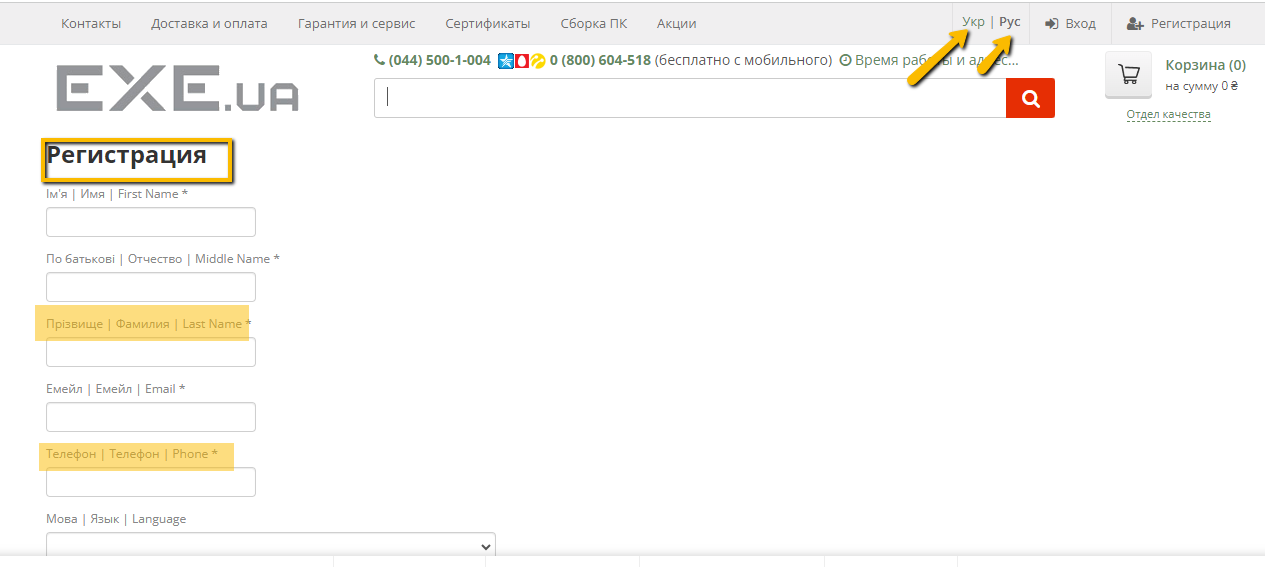 Контакты Доставка и оплата Гарантия и сервис Сертификаты Сборка ПК Акции Укр | Рус Вход Регистрация
(044) 500-1-004 0 (800) 604-518 (бесплатно с мобильного) Время работы и адрес...
EXE.UA
Корзина (0)
на сумму 0 ₴
Отдел качества
Регистрация
Ім'я | Имя | First Name *
По батькові | Отчество | Middle Name *
Прізвище | Фамилия | Last Name *
Емейл | Емейл | Email *
Телефон | Телефон | Phone *
Мова | Язык | Language